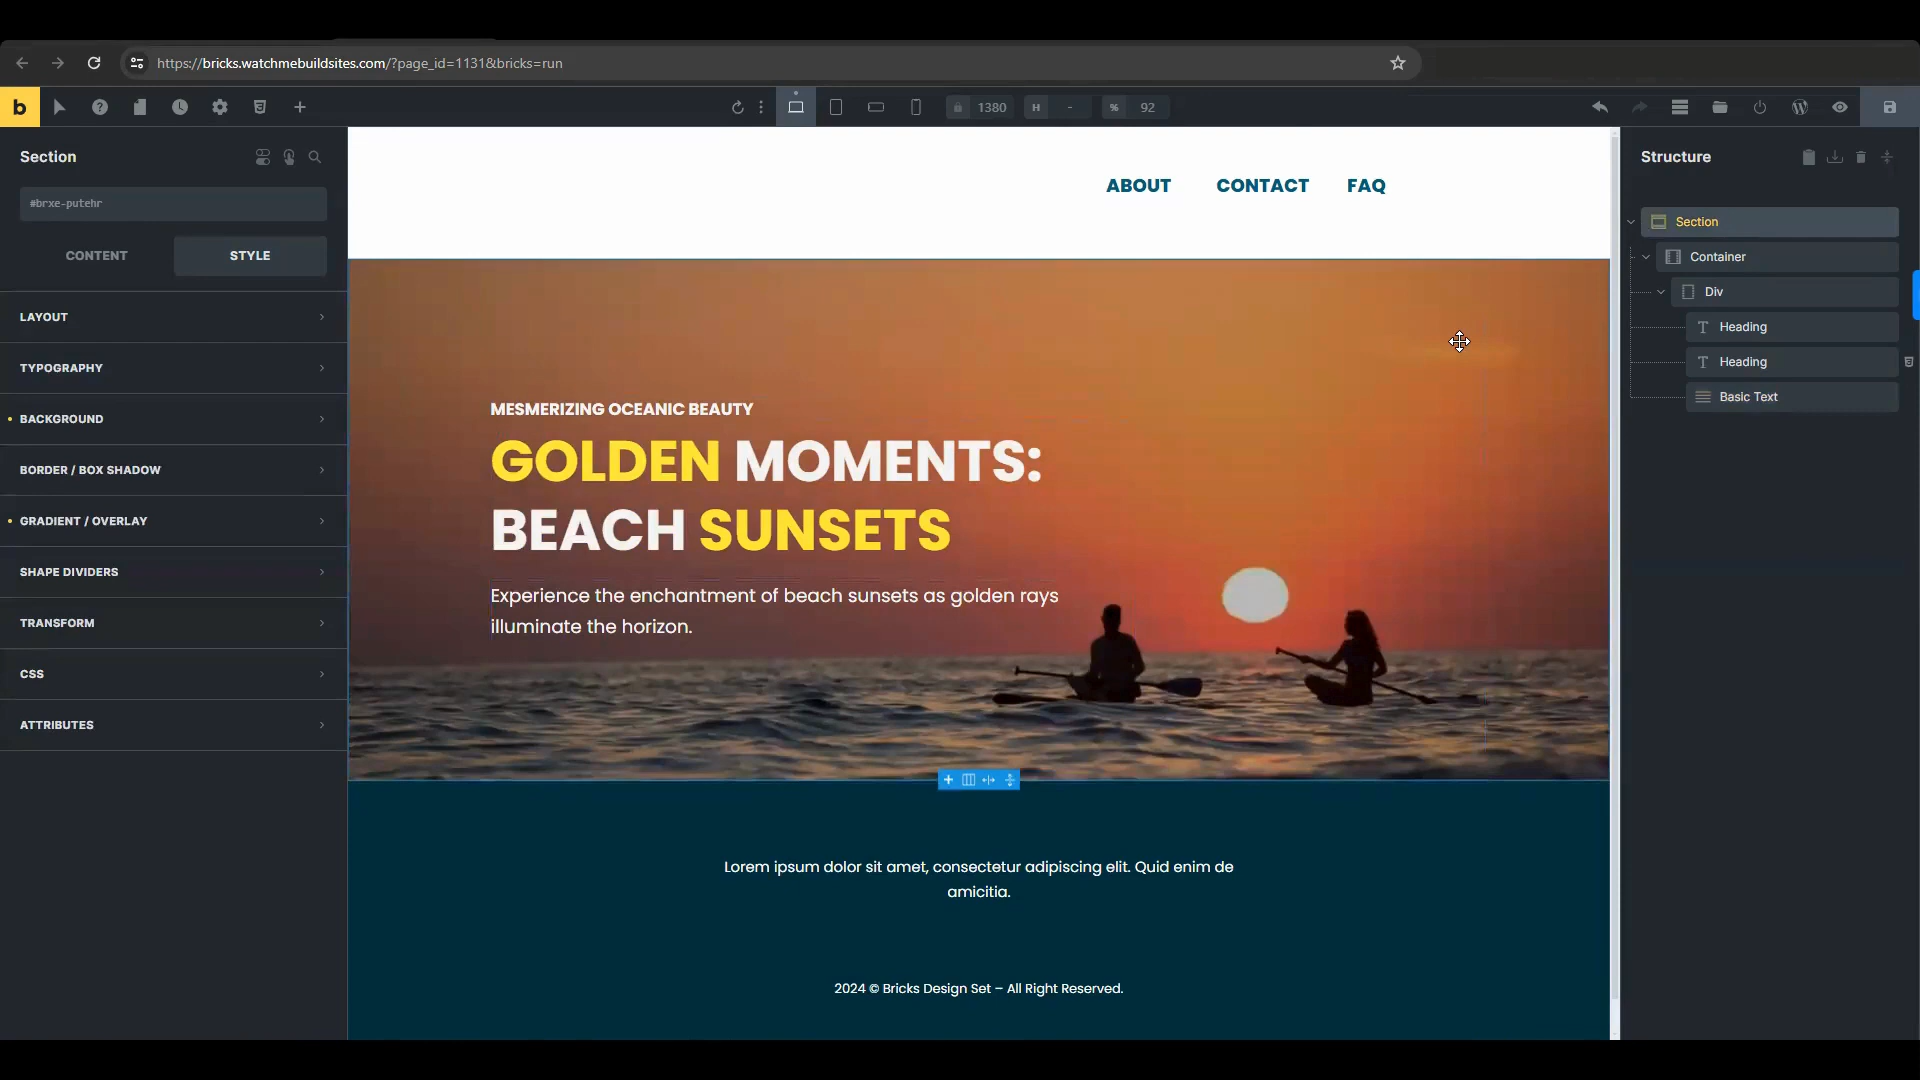 https://bricks.watchmebuildsites.com/?page_id=1131&bricks=run
b
1380 H - % 92
Section
#brxe-putehr
CONTENT STYLE
LAYOUT
TYPOGRAPHY
BACKGROUND
BORDER / BOX SHADOW
GRADIENT / OVERLAY
SHAPE DIVIDERS
TRANSFORM
CSS
ATTRIBUTES
ABOUT CONTACT FAQ
MESMERIZING OCEANIC BEAUTY
GOLDEN MOMENTS:
BEACH SUNSETS
Experience the enchantment of beach sunsets as golden rays
illuminate the horizon.
Lorem ipsum dolor sit amet, consectetur adipiscing elit. Quid enim de
amicitia.
2024 © Bricks Design Set – All Right Reserved.
Structure
Section
Container
Div
Heading
Heading
Basic Text